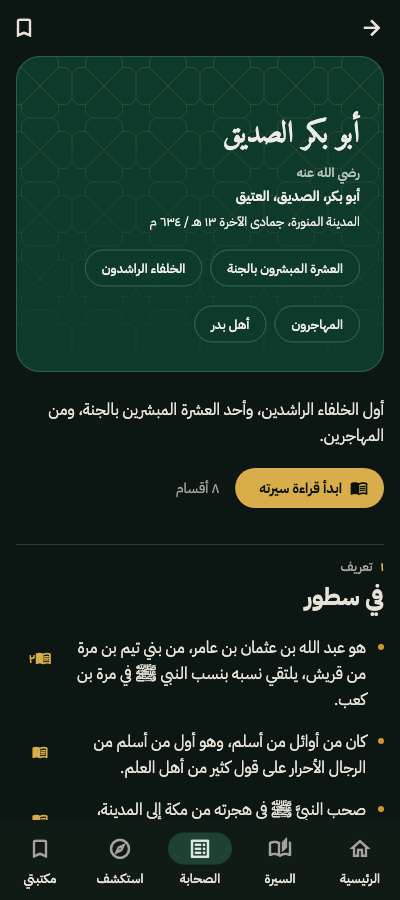 أبو بكر الصديق
رضي الله عنه
أبو بكر، الصديق، العتيق
المدينة المنورة، جمادى الآخرة ١٣ هـ / ٦٣٤ م
العشرة المبشرون بالجنة
الخلفاء الراشدون
المهاجرون
أهل بدر
أول الخلفاء الراشدين، وأحد العشرة المبشرين بالجنة، ومن
المهاجرين.
ابدأ قراءة سيرته
٨ أقسام
١ تعريف
في سطور
هو عبد الله بن عثمان بن عامر، من بني تيم بن مرة
من قريش، يلتقي نسبه بنسب النبي ﷺ في مرة بن
كعب.
٢
كان من أوائل من أسلم، وهو أول من أسلم من
الرجال الأحرار على قول كثير من أهل العلم.
صحب النبيَّ ﷺ في هجرته من مكة إلى المدينة،
الرئيسية
السيرة
الصحابة
استكشف
مكتبتي